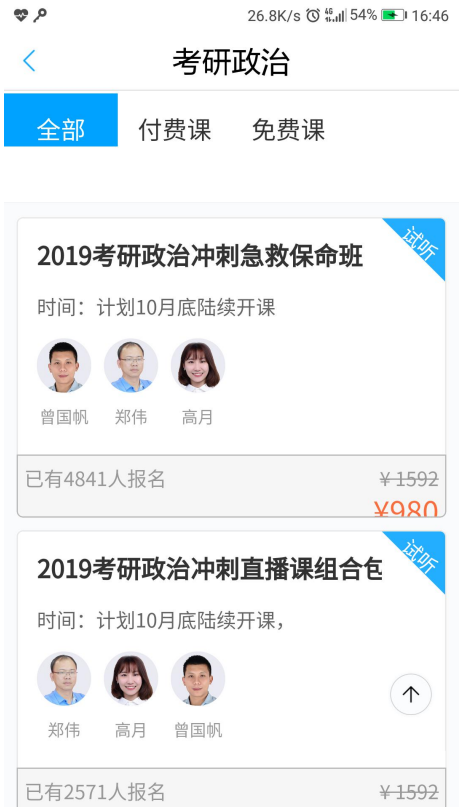 26.8K/s 4G 54% 16:46
考研政治
全部 付费课 免费课
试听
2019考研政治冲刺急救保命班
时间：计划10月底陆续开课
曾国帆 郑伟 高月
已有4841人报名 ¥1592
¥980
试听
2019考研政治冲刺直播课组合包
时间：计划10月底陆续开课，
郑伟 高月 曾国帆
已有2571人报名 ¥1592